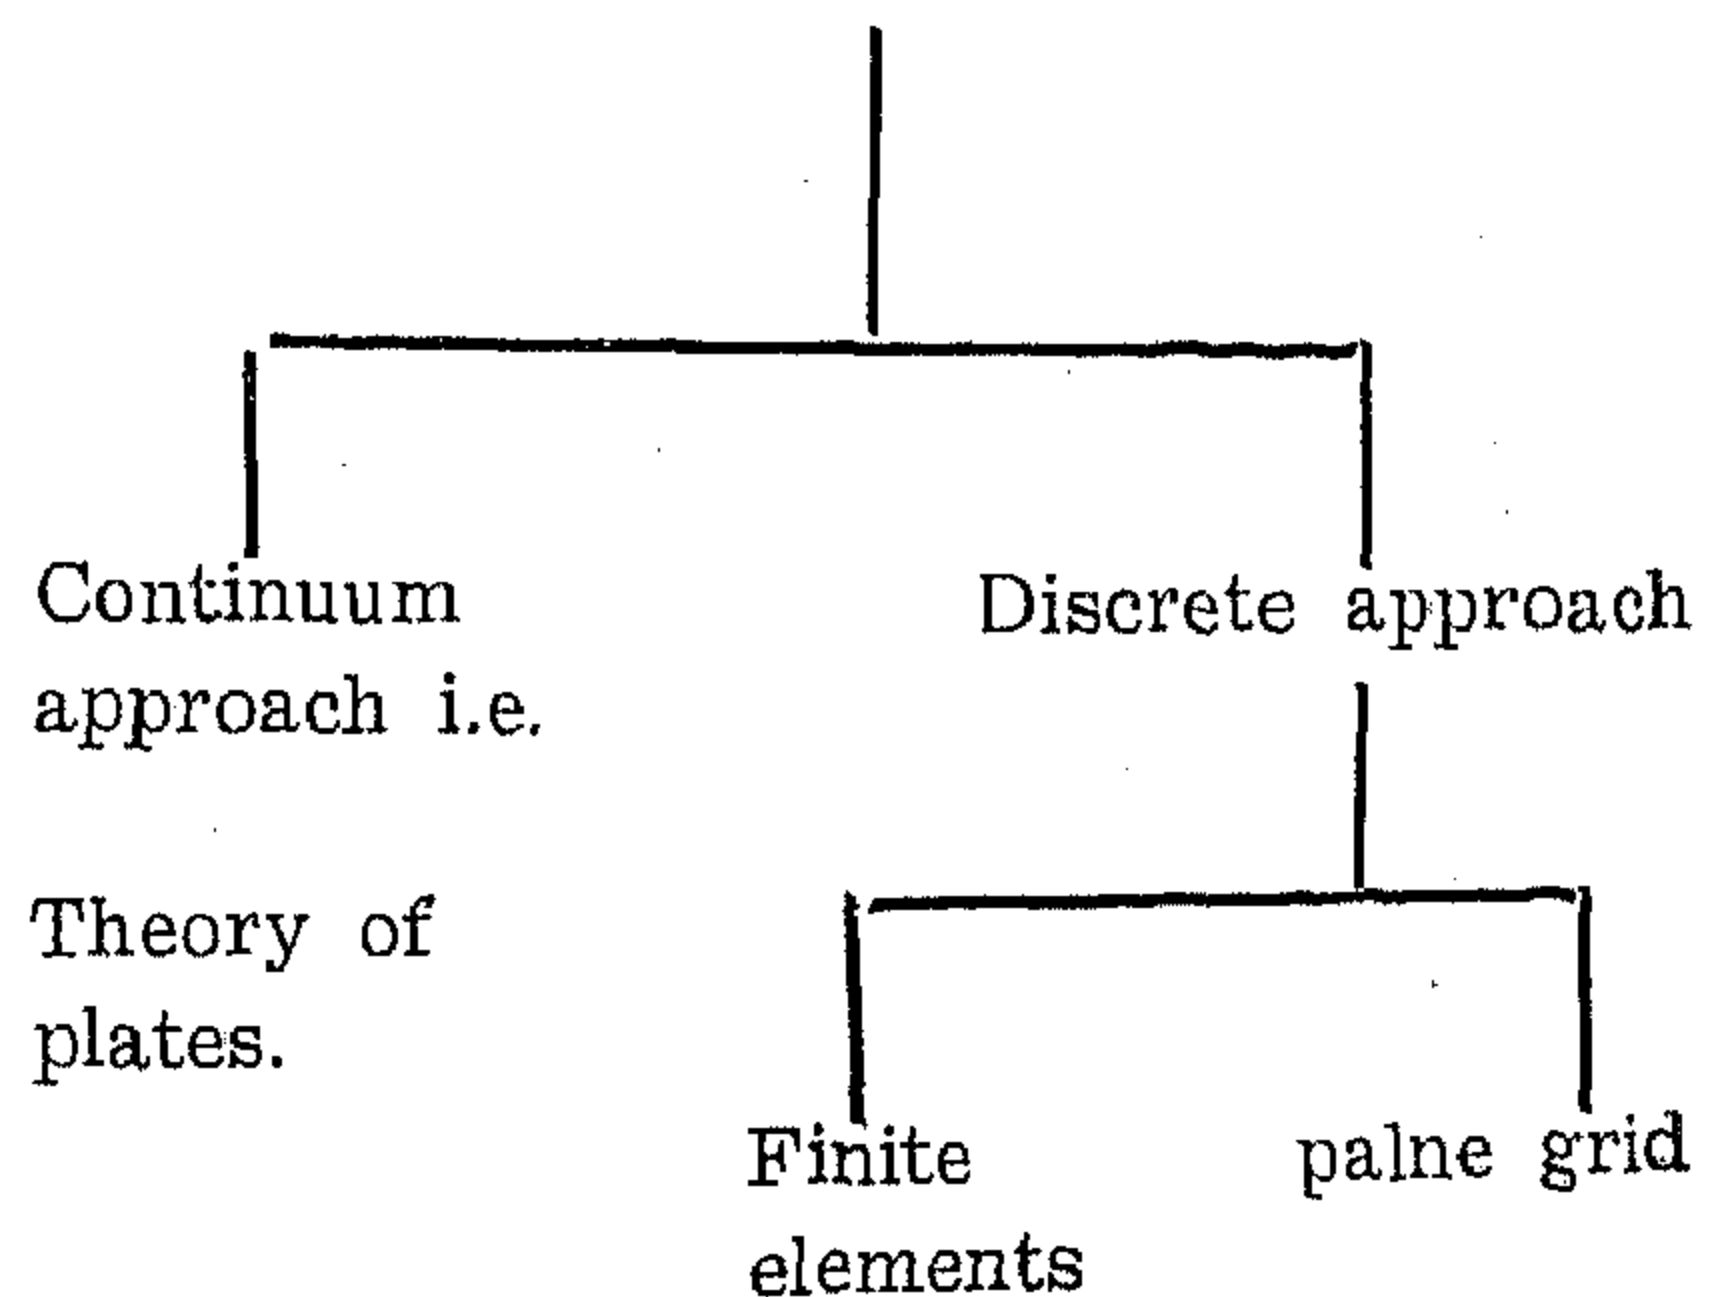 Continuum
approach i.e.
Theory of
plates.
Discrete approach
Finite
elements
palne grid